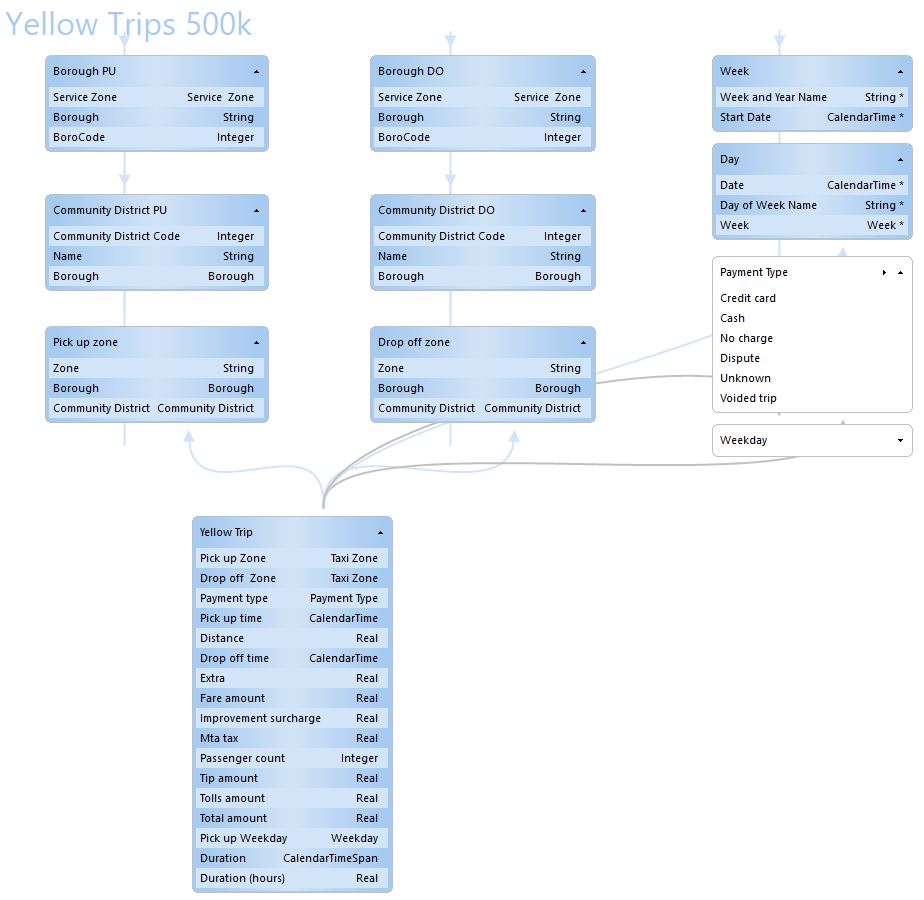 Yellow Trips 500k
Borough PU
Service Zone Service Zone
Borough String
BoroCode Integer
Borough DO
Service Zone Service Zone
Borough String
BoroCode Integer
Week
Week and Year Name String *
Start Date CalendarTime *
Day
Date CalendarTime *
Day of Week Name String *
Week Week *
Community District PU
Community District Code Integer
Name String
Borough Borough
Community District DO
Community District Code Integer
Name String
Borough Borough
Payment Type
Credit card
Cash
No charge
Dispute
Unknown
Voided trip
Pick up zone
Zone String
Borough Borough
Community District Community District
Drop off zone
Zone String
Borough Borough
Community District Community District
Weekday
Yellow Trip
Pick up Zone Taxi Zone
Drop off Zone Taxi Zone
Payment type Payment Type
Pick up time CalendarTime
Distance Real
Drop off time CalendarTime
Extra Real
Fare amount Real
Improvement surcharge Real
Mta tax Real
Passenger count Integer
Tip amount Real
Tolls amount Real
Total amount Real
Pick up Weekday Weekday
Duration CalendarTimeSpan
Duration (hours) Real